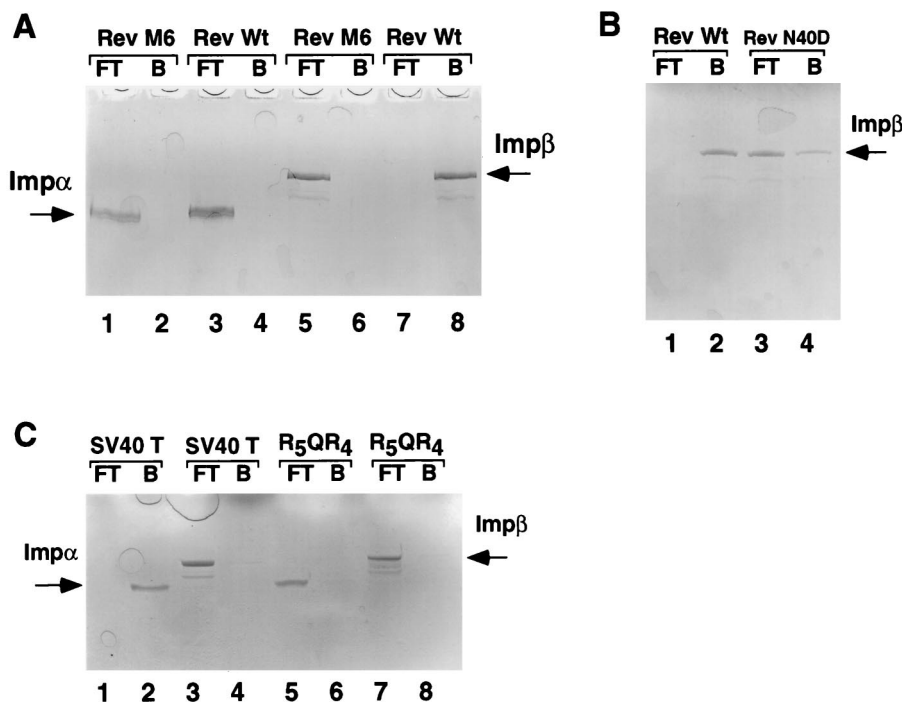 A
Rev M6 Rev Wt Rev M6 Rev Wt
FT B FT B FT B FT B
Impα
Impβ
1 2 3 4 5 6 7 8
B
Rev Wt Rev N40D
FT B FT B
Impβ
1 2 3 4
C
SV40 T SV40 T R5QR4 R5QR4
FT B FT B FT B FT B
Impα
Impβ
1 2 3 4 5 6 7 8